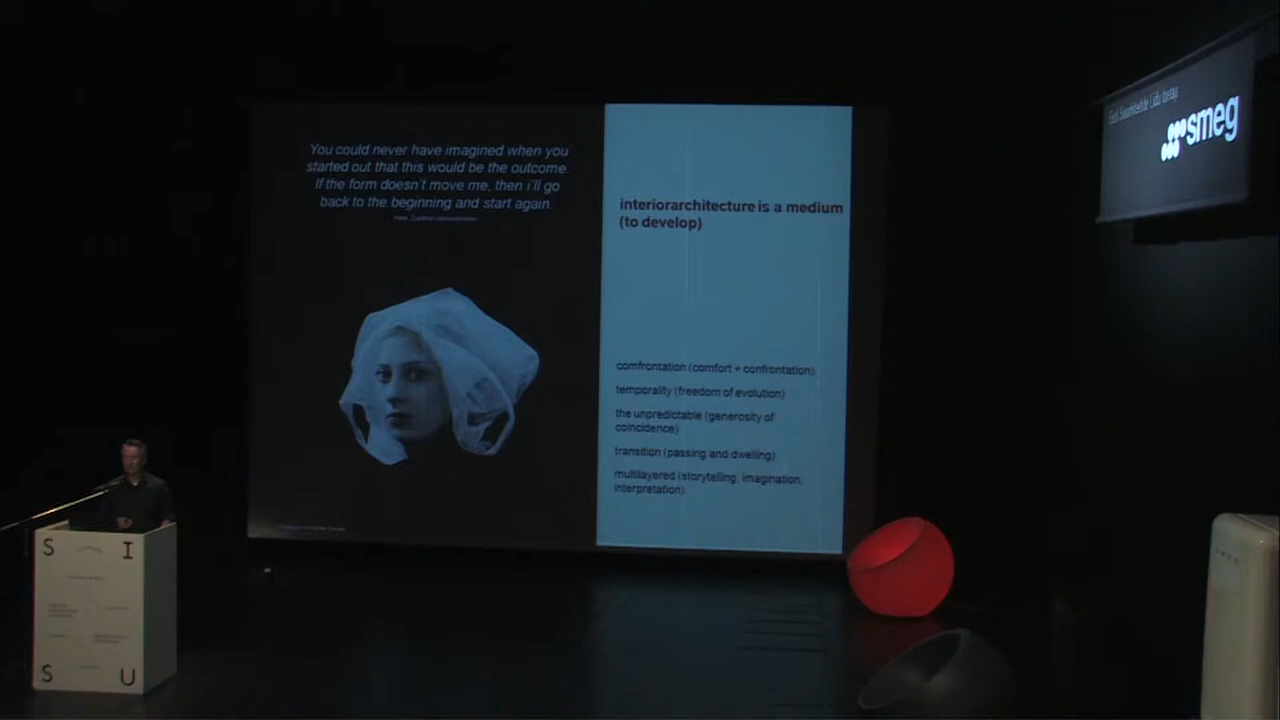 You could never have imagined when you
started out that this would be the outcome.
If the form doesn't move me, then i'll go
back to the beginning and start again.
interiorarchitecture is a medium
(to develop)
comfrontation (comfort + confrontation)
temporality (freedom of evolution)
the unpredictable (generosity of
coincidence)
transition (passing and dwelling)
multilayered (storytelling, imagination,
interpretation)
smeg
S I
S U